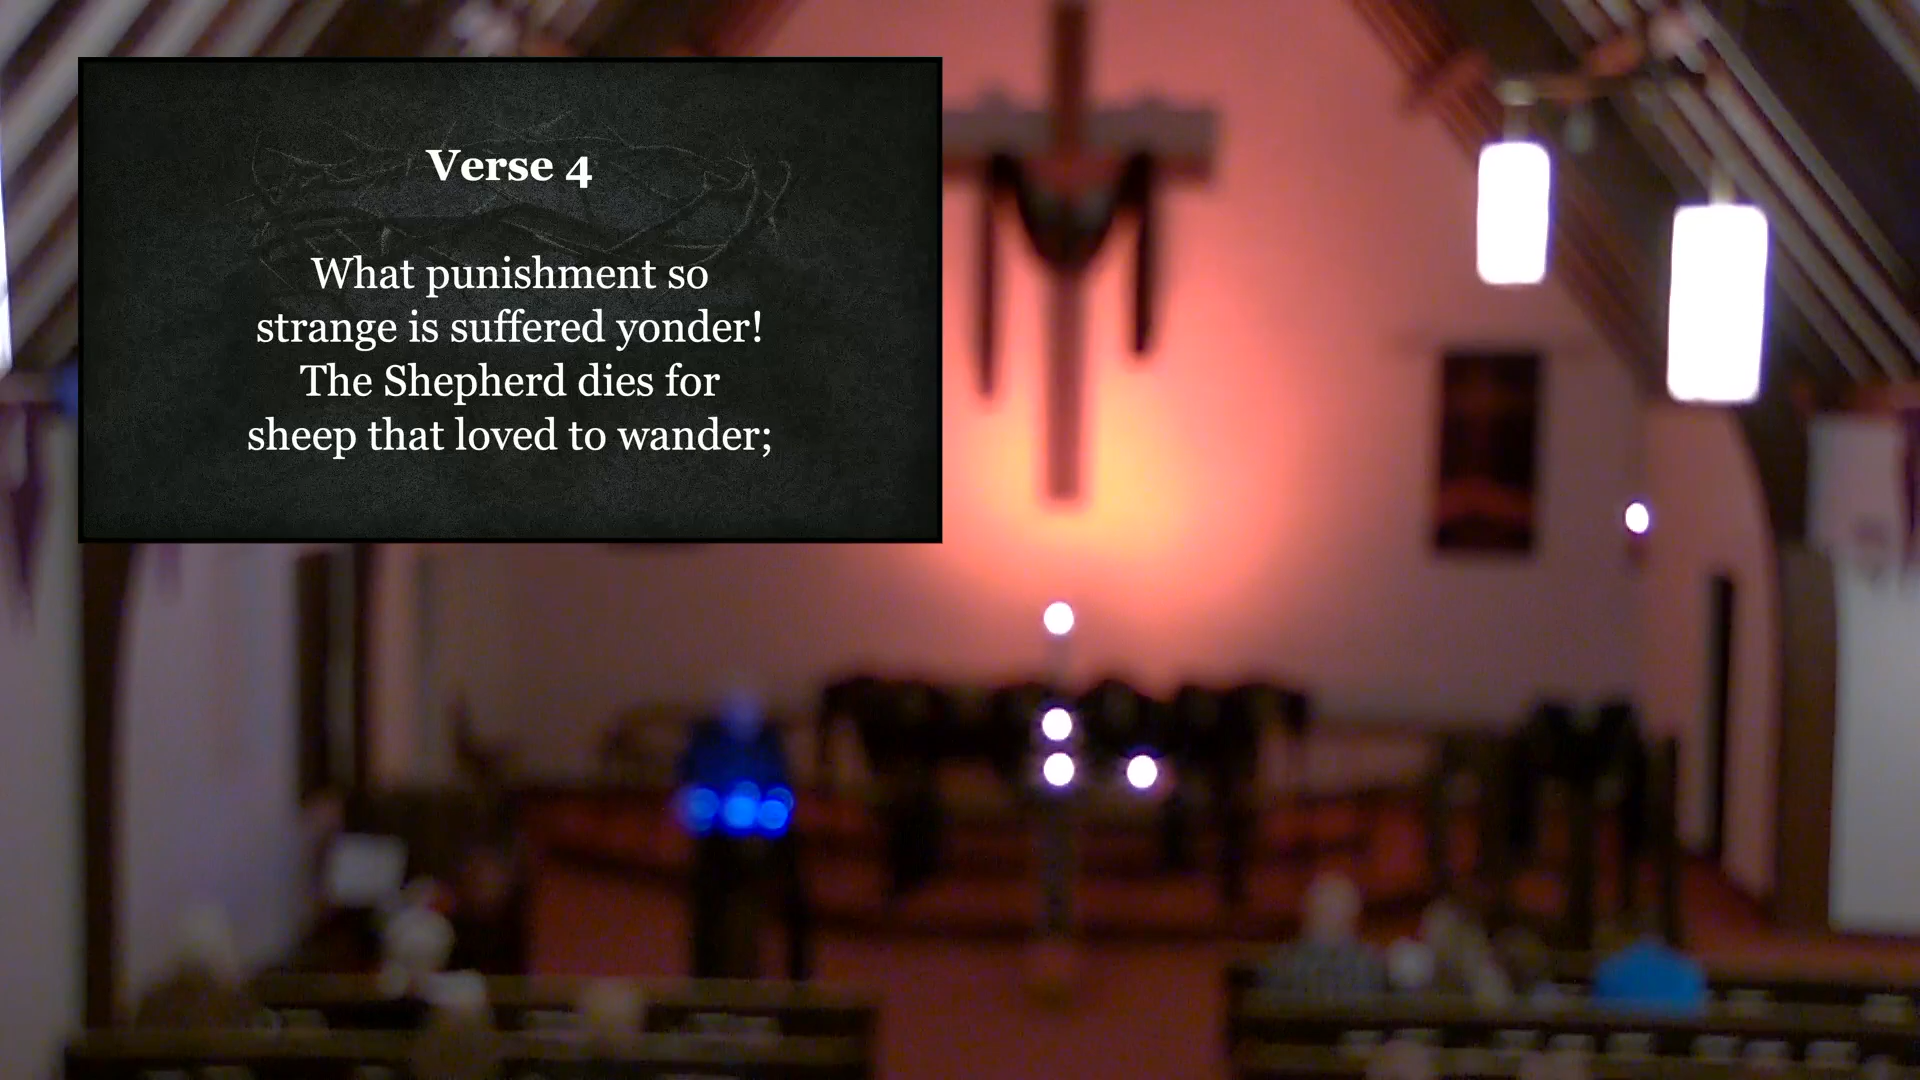 Verse 4
What punishment so
strange is suffered yonder!
The Shepherd dies for
sheep that loved to wander;